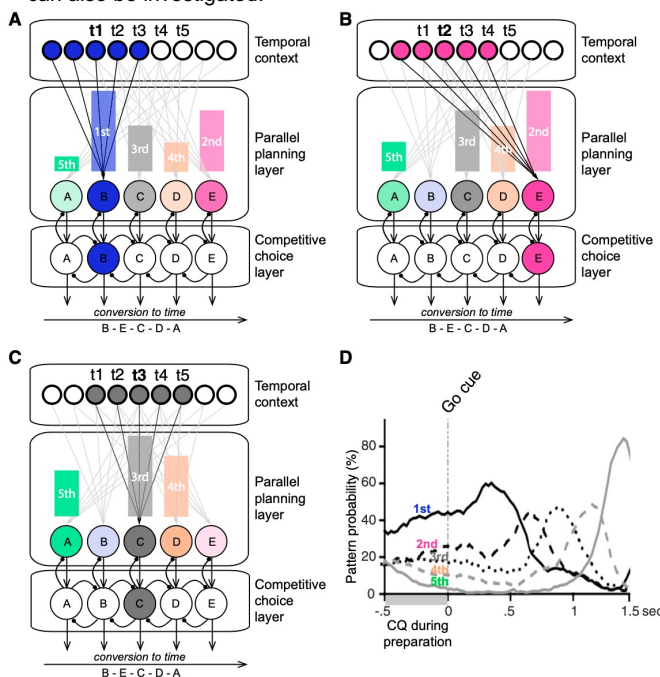 can also be investigated.
A
t1 t2 t3 t4 t5
Temporal
context
1st
5th
3rd
4th
2nd
Parallel
planning
layer
A B C D E
Competitive
choice
layer
A B C D E
conversion to time
B - E - C - D - A
B
t1 t2 t3 t4 t5
Temporal
context
5th
3rd
4th
2nd
Parallel
planning
layer
A B C D E
Competitive
choice
layer
A B C D E
conversion to time
B - E - C - D - A
C
t1 t2 t3 t4 t5
Temporal
context
5th
3rd
4th
Parallel
planning
layer
A B C D E
Competitive
choice
layer
A B C D E
conversion to time
B - E - C - D - A
D
Go cue
Pattern probability (%)
80
60
40
20
0
1st
2nd
3rd
4th
5th
-.5 0 .5 1 1.5 sec
CQ during
preparation